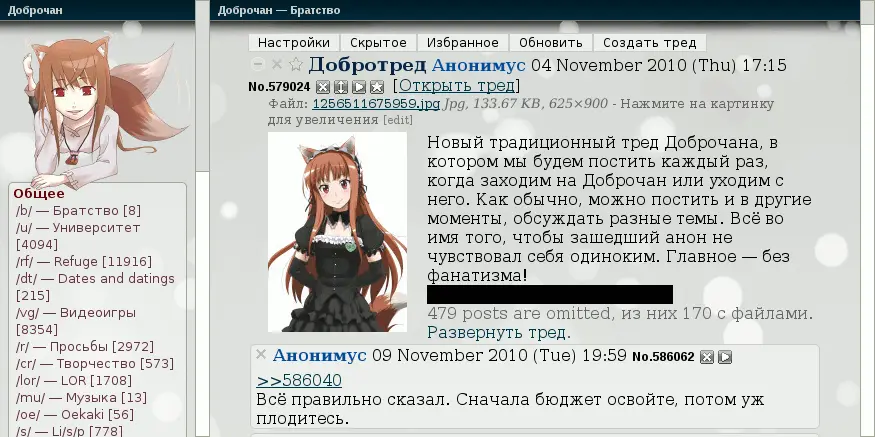 Доброчан
Доброчан — Братство
Общее
/b/ — Братство [8]
/u/ — Университет
[4094]
/rf/ — Refuge [11916]
/dt/ — Dates and datings
[215]
/vg/ — Видеоигры
[8354]
/r/ — Просьбы [2972]
/cr/ — Творчество [573]
/lor/ — LOR [1708]
/mu/ — Музыка [13]
/oe/ — Oekaki [56]
/s/ — Li/s/p [778]
Настройки Скрытое Избранное Обновить Создать тред
Добротред Анонимус 04 November 2010 (Thu) 17:15
No.579024 [Открыть тред]
Файл: 1256511675959.jpg Jpg, 133.67 KB, 625×900 - Нажмите на картинку
для увеличения [edit]
Новый традиционный тред Доброчана, в
котором мы будем постить каждый раз,
когда заходим на Доброчан или уходим с
него. Как обычно, можно постить и в другие
моменты, обсуждать разные темы. Всё во
имя того, чтобы зашедший анон не
чувствовал себя одиноким. Главное — без
фанатизма!
479 posts are omitted, из них 170 с файлами.
Развернуть тред.
Анонимус 09 November 2010 (Tue) 19:59 No.586062
>>586040
Всё правильно сказал. Сначала бюджет освойте, потом уж
плодитесь.